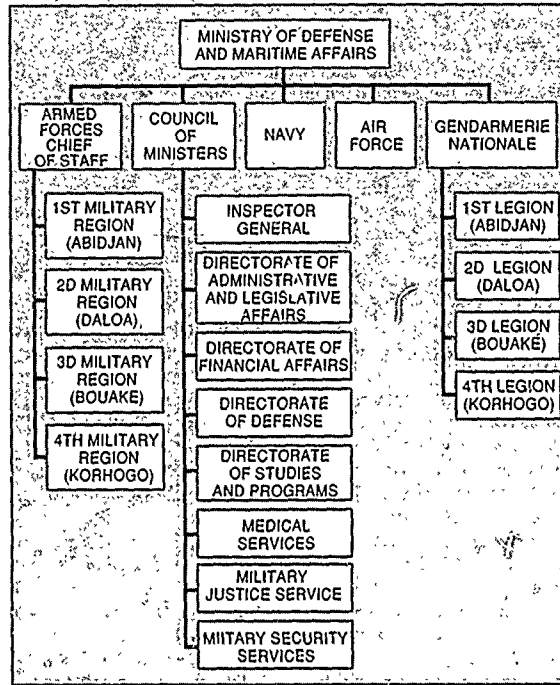 MINISTRY OF DEFENSE
AND MARITIME AFFAIRS
ARMED
FORCES
CHIEF
OF STAFF
COUNCIL
OF
MINISTERS
NAVY
AIR
FORCE
GENDARMERIE
NATIONALE
1ST MILITARY
REGION
(ABIDJAN)
2D MILITARY
REGION
(DALOA)
3D MILITARY
REGION
(BOUAKÉ)
4TH MILITARY
REGION
(KORHOGO)
INSPECTOR
GENERAL
DIRECTORATE OF
ADMINISTRATIVE
AND LEGISLATIVE
AFFAIRS
DIRECTORATE OF
FINANCIAL AFFAIRS
DIRECTORATE
OF DEFENSE
DIRECTORATE
OF STUDIES
AND PROGRAMS
MEDICAL
SERVICES
MILITARY
JUSTICE SERVICE
MIITARY SECURITY
SERVICES
1ST LEGION
(ABIDJAN)
2D LEGION
(DALOA)
3D LEGION
(BOUAKÉ)
4TH LEGION
(KORHOGO)